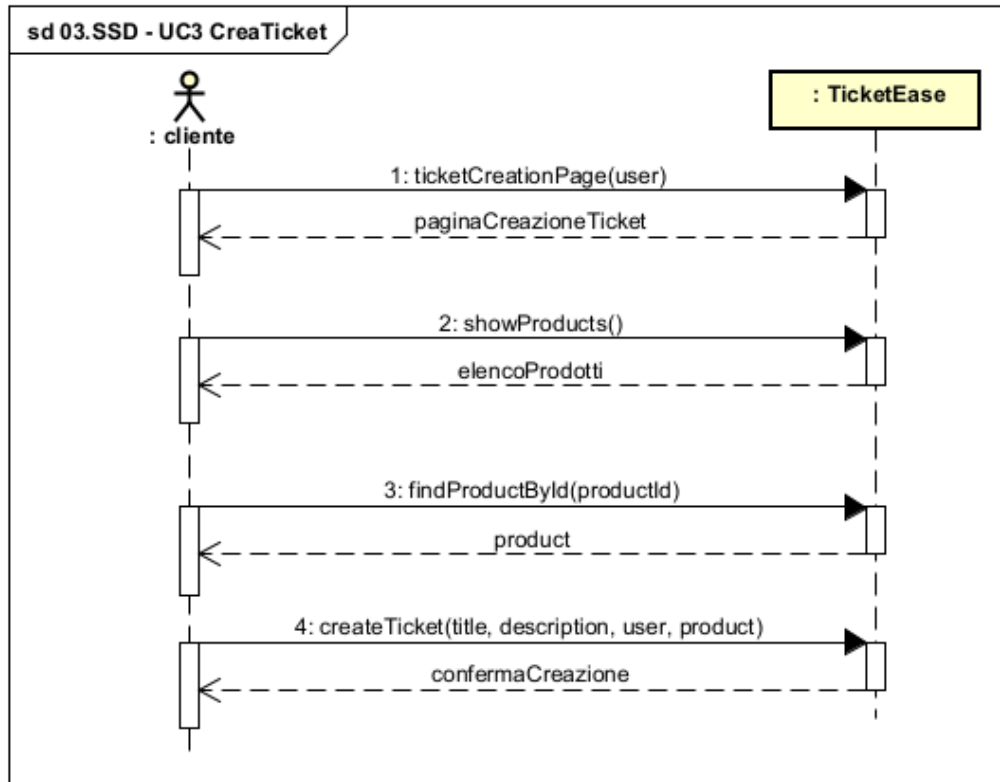 sd 03.SSD - UC3 CreaTicket
: cliente
: TicketEase
1: ticketCreationPage(user)
paginaCreazioneTicket
2: showProducts()
elencoProdotti
3: findProductById(productId)
product
4: createTicket(title, description, user, product)
confermaCreazione